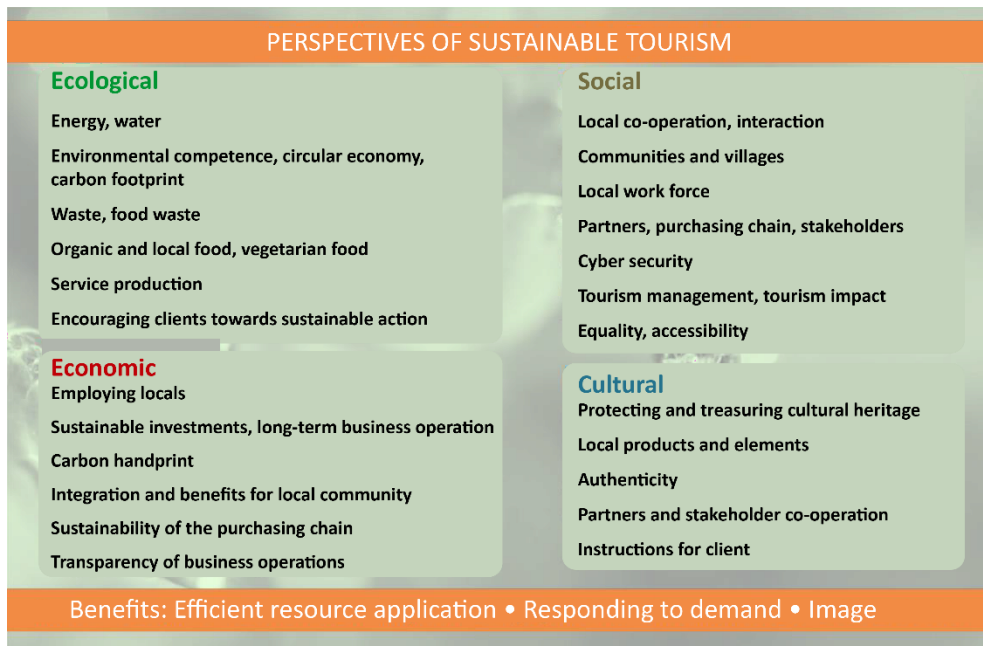 PERSPECTIVES OF SUSTAINABLE TOURISM
Ecological
Energy, water
Environmental competence, circular economy,
carbon footprint
Waste, food waste
Organic and local food, vegetarian food
Service production
Encouraging clients towards sustainable action
Economic
Employing locals
Sustainable investments, long-term business operation
Carbon handprint
Integration and benefits for local community
Sustainability of the purchasing chain
Transparency of business operations
Social
Local co-operation, interaction
Communities and villages
Local work force
Partners, purchasing chain, stakeholders
Cyber security
Tourism management, tourism impact
Equality, accessibility
Cultural
Protecting and treasuring cultural heritage
Local products and elements
Authenticity
Partners and stakeholder co-operation
Instructions for client
Benefits: Efficient resource application • Responding to demand • Image